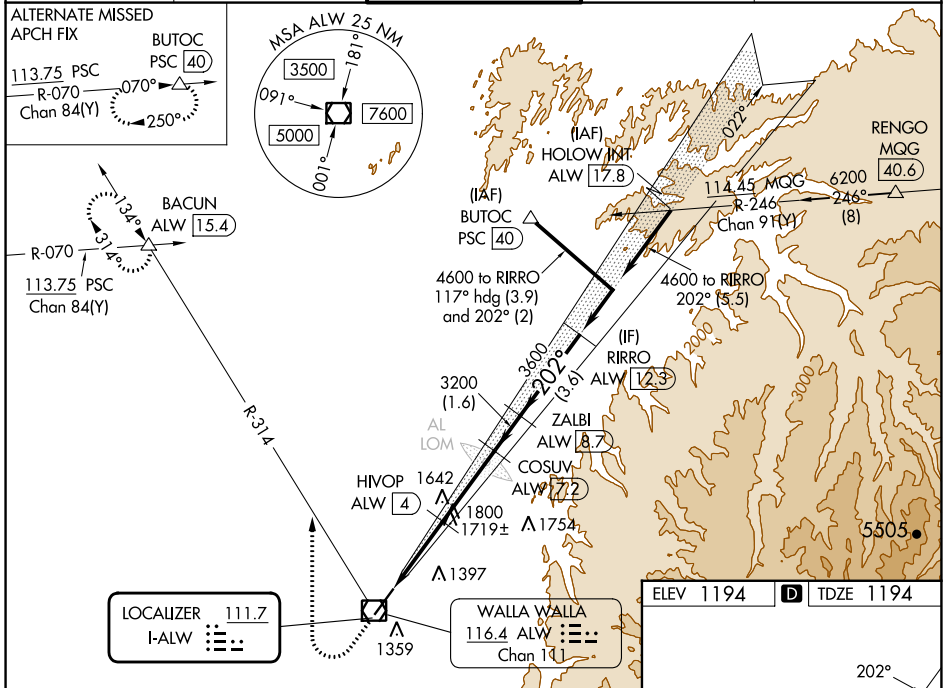 ALTERNATE MISSED
APCH FIX
BUTOC
PSC 40
113.75 PSC
R-070
Chan 84(Y)
070°
250°
MSA ALW 25 NM
3500
181°
091°
7600
5000
001°
(IAF)
HOLOW INT
ALW 17.8
022°
RENGO
MQG
40.6
114.45 MQG
R-246
Chan 91(Y)
6200
246°
(8)
(IAF)
BUTOC
PSC 40
BACUN
ALW 15.4
134°
314°
R-070
113.75 PSC
Chan 84(Y)
4600 to RIRRO
117° hdg (3.9)
and 202° (2)
4600 to RIRRO
202° (5.5)
(IF)
RIRRO
ALW 12.3
2000
3000
3600
202°
(3.6)
3200
(1.6)
R-314
AL
LOM
ZALBI
ALW 8.7
COSUV
ALW 7.2
HIVOP
ALW 4
1642
1800
1719±
1754
5505
1397
LOCALIZER 111.7
I-ALW
WALLA WALLA
116.4 ALW
Chan 111
1359
ELEV 1194
D
TDZE 1194
202°